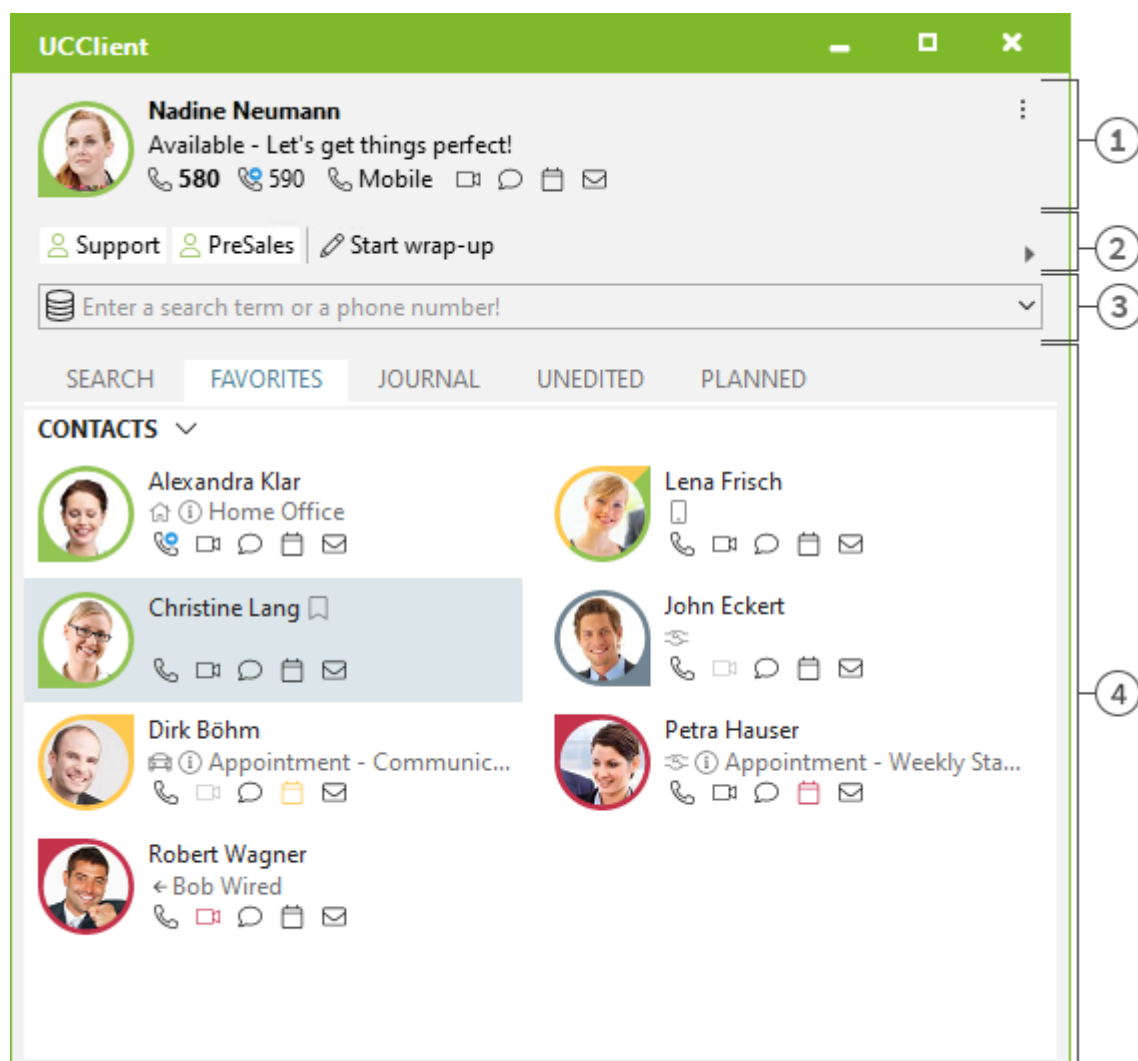 UCClient
Nadine Neumann
Available - Let's get things perfect!
580 590 Mobile
1
Support PreSales Start wrap-up
2
Enter a search term or a phone number!
3
SEARCH FAVORITES JOURNAL UNEDITED PLANNED
CONTACTS
Alexandra Klar
Home Office
Lena Frisch
Christine Lang
John Eckert
4
Dirk Böhm
Appointment - Communic...
Petra Hauser
Appointment - Weekly Sta...
Robert Wagner
Bob Wired